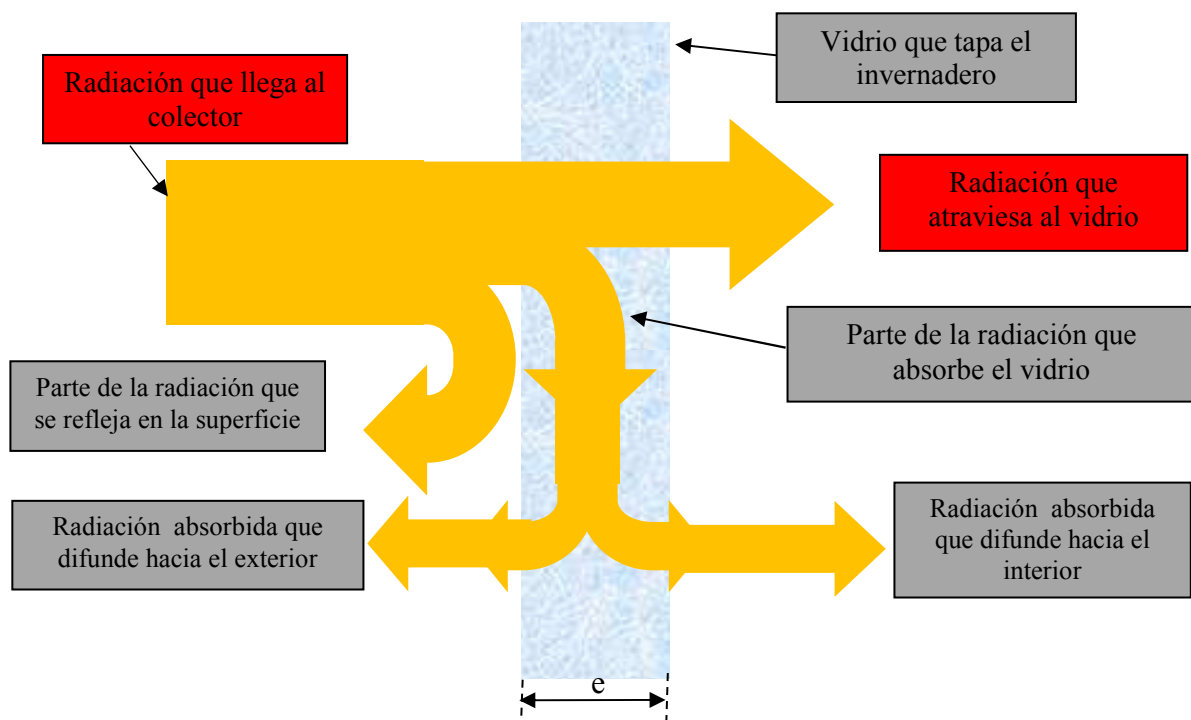 Vidrio que tapa el
invernadero
Radiación que llega al
colector
Radiación que
atraviesa al vidrio
Parte de la radiación que
absorbe el vidrio
Parte de la radiación que
se refleja en la superficie
Radiación absorbida que
difunde hacia el exterior
Radiación absorbida
que difunde hacia el
interior
e